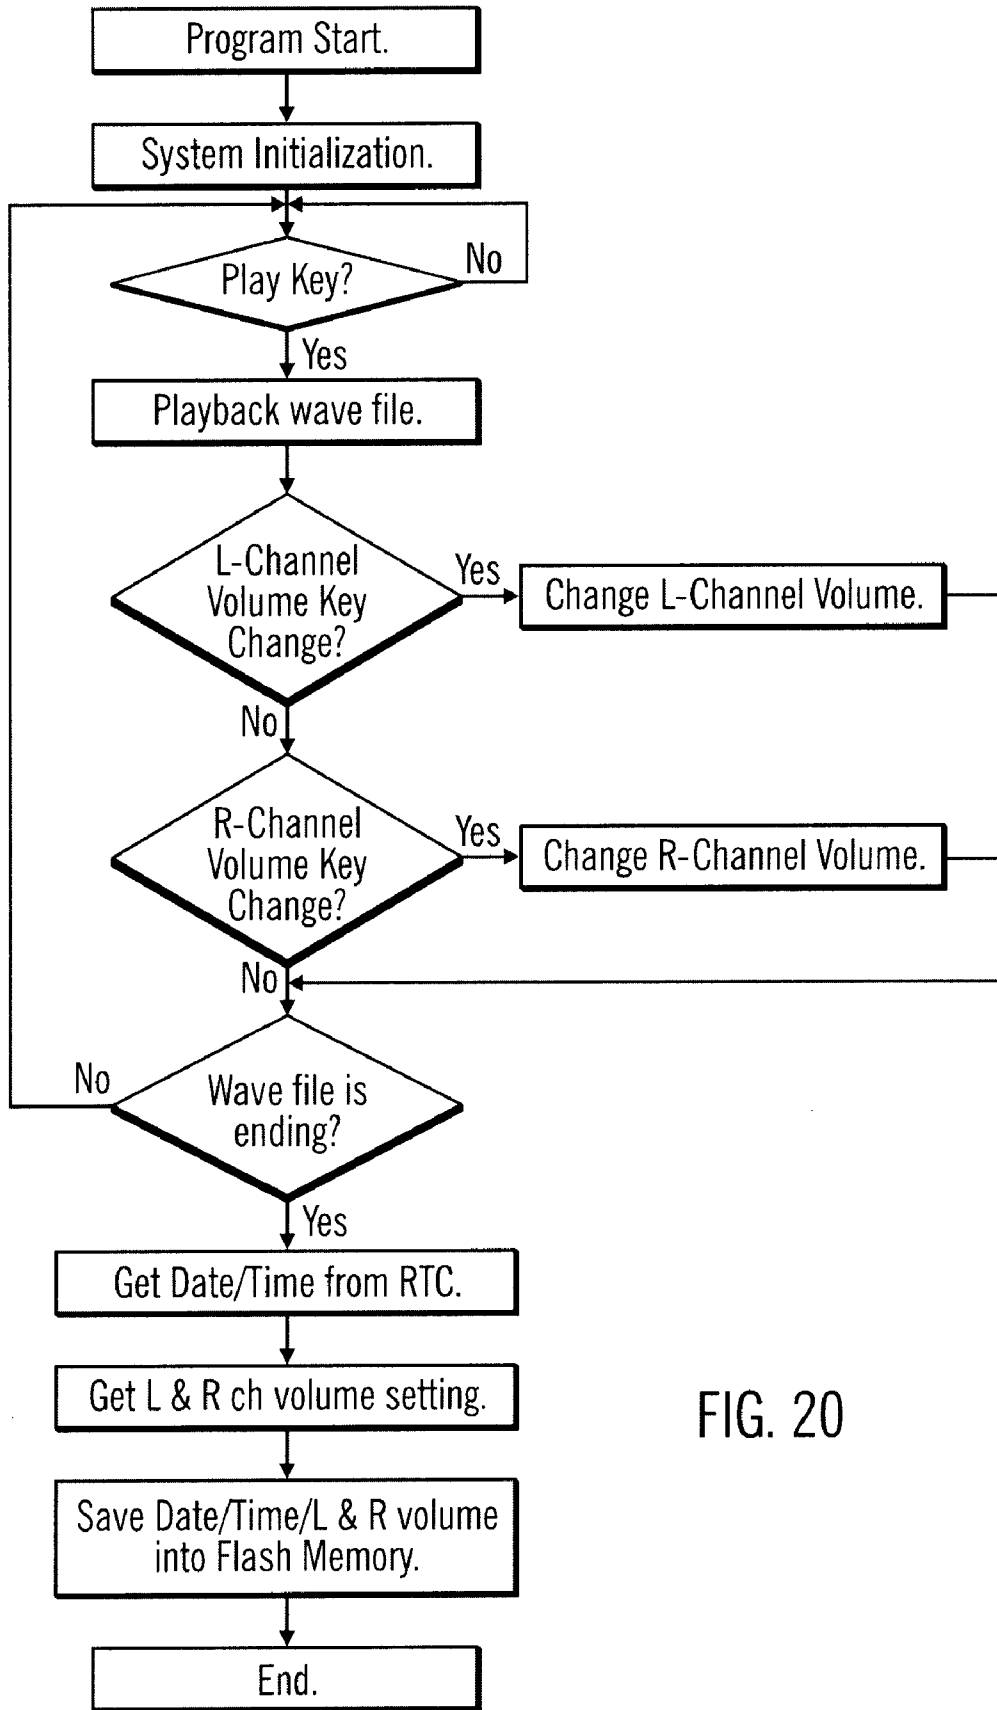 Program Start.
System Initialization.
Play Key?
No
Yes
Playback wave file.
L-Channel
Volume Key
Change?
Yes
Change L-Channel Volume.
No
R-Channel
Volume Key
Change?
Yes
Change R-Channel Volume.
No
Wave file is
ending?
No
Yes
Get Date/Time from RTC.
Get L & R ch volume setting.
Save Date/Time/L & R volume
into Flash Memory.
End.
FIG. 20